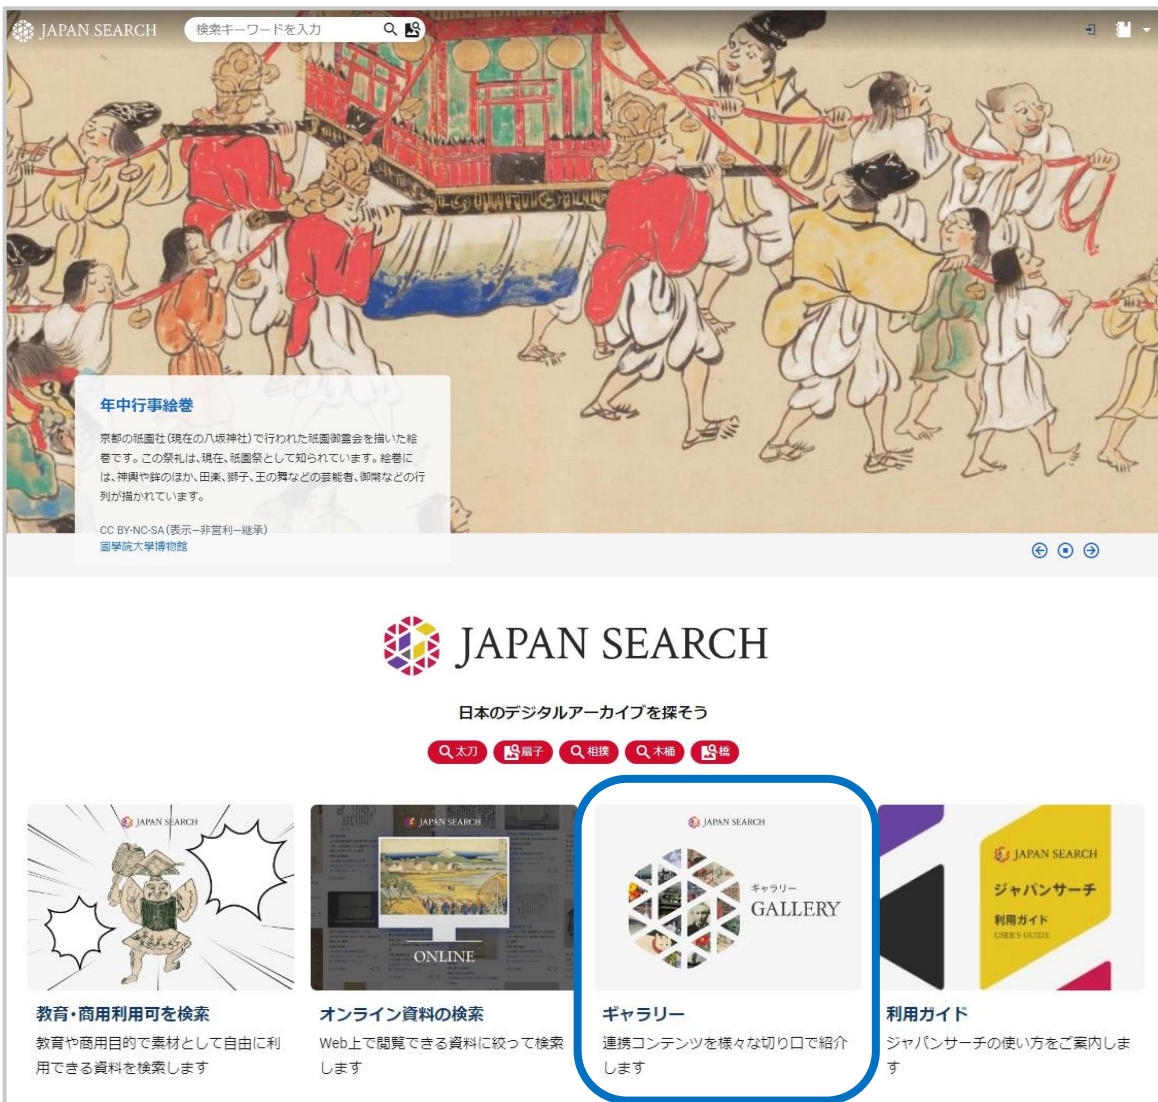 JAPAN SEARCH
検索キーワードを入力
年中行事絵巻
京都の祇園社(現在の八坂神社)で行われた祇園御霊会を描いた絵
巻です。この祭礼は、現在、祇園祭として知られています。絵巻に
は、神輿や鉾のほか、田楽、獅子、王の舞などの芸能者、御幣などの行
列が描かれています。
CC BY-NC-SA(表示—非営利—継承)
國學院大學博物館
JAPAN SEARCH
日本のデジタルアーカイブを探そう
太刀
扇子
相撲
木桶
橋
JAPAN SEARCH
教育・商用利用可を検索
教育や商用目的で素材として自由に利
用できる資料を検索します
JAPAN SEARCH
ONLINE
オンライン資料の検索
Web上で閲覧できる資料に絞って検索
します
JAPAN SEARCH
ギャラリー
GALLERY
ギャラリー
連携コンテンツを様々な切り口で紹介
します
JAPAN SEARCH
ジャパンサーチ
利用ガイド
USER'S GUIDE
利用ガイド
ジャパンサーチの使い方をご案内しま
す